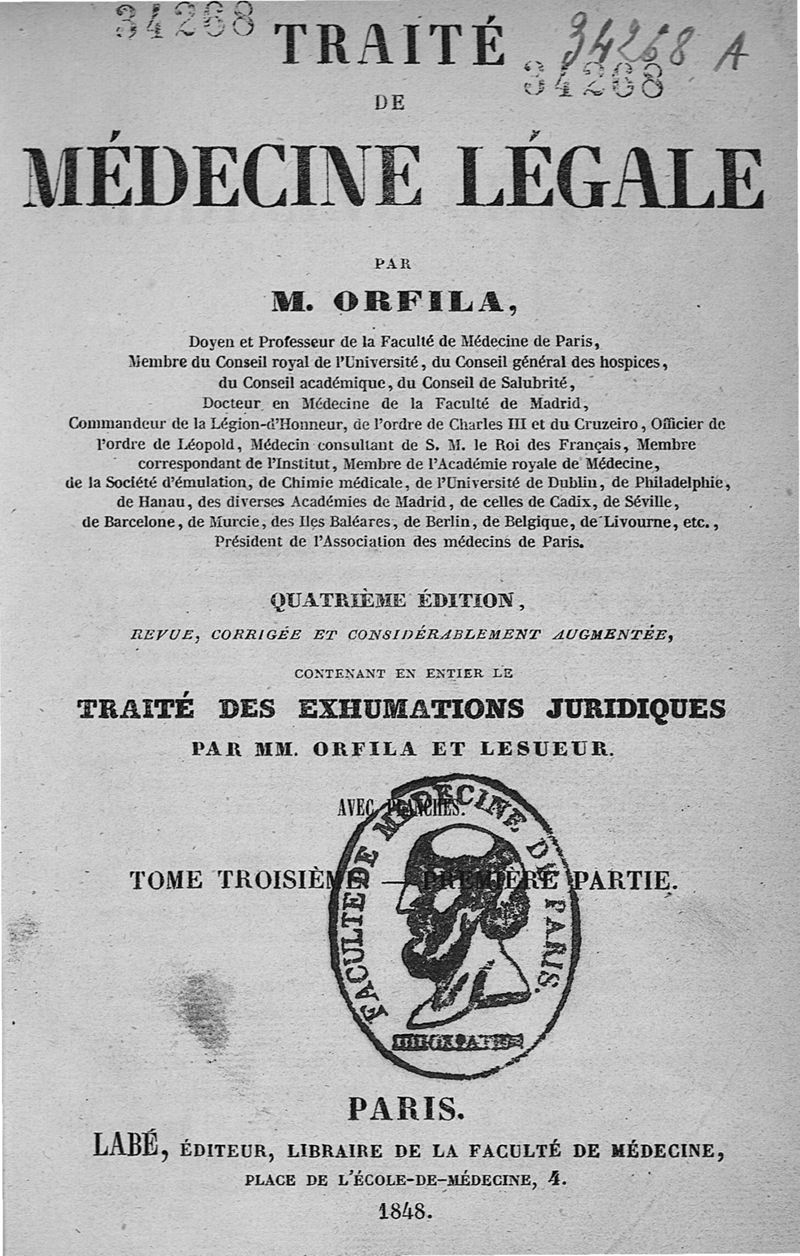 34268
TRAITÉ
34268 A
34268
DE
MÉDECINE LÉGALE
PAR
M. ORFILA,
Doyen et Professeur de la Faculté de Médecine de Paris,
Membre du Conseil royal de l'Université, du Conseil général des hospices,
du Conseil académique, du Conseil de Salubrité,
Docteur en Médecine de la Faculté de Madrid,
Commandeur de la Légion-d'Honneur, de l'ordre de Charles III et du Cruzeiro, Officier de
l'ordre de Léopold, Médecin consultant de S. M. le Roi des Français, Membre
correspondant de l'Institut, Membre de l'Académie royale de Médecine,
de la Société d'émulation, de Chimie médicale, de l'Université de Dublin, de Philadelphie,
de Hanau, des diverses Académies de Madrid, de celles de Cadix, de Séville,
de Barcelone, de Murcie, des Iles Baléares, de Berlin, de Belgique, de Livourne, etc.,
Président de l'Association des médecins de Paris.
QUATRIÈME ÉDITION,
REVUE, CORRIGÉE ET CONSIDÉRABLEMENT AUGMENTÉE,
CONTENANT EN ENTIER LE
TRAITÉ DES EXHUMATIONS JURIDIQUES
PAR MM. ORFILA ET LESUEUR.
AVEC PLANCHES.
TOME TROISIÈME. — PREMIÈRE PARTIE.
FACULTE DE MEDECINE DE PARIS.
HIPPOCRATES
PARIS.
LABÉ, ÉDITEUR, LIBRAIRE DE LA FACULTÉ DE MÉDECINE,
PLACE DE L'ÉCOLE-DE-MÉDECINE, 4.
1848.